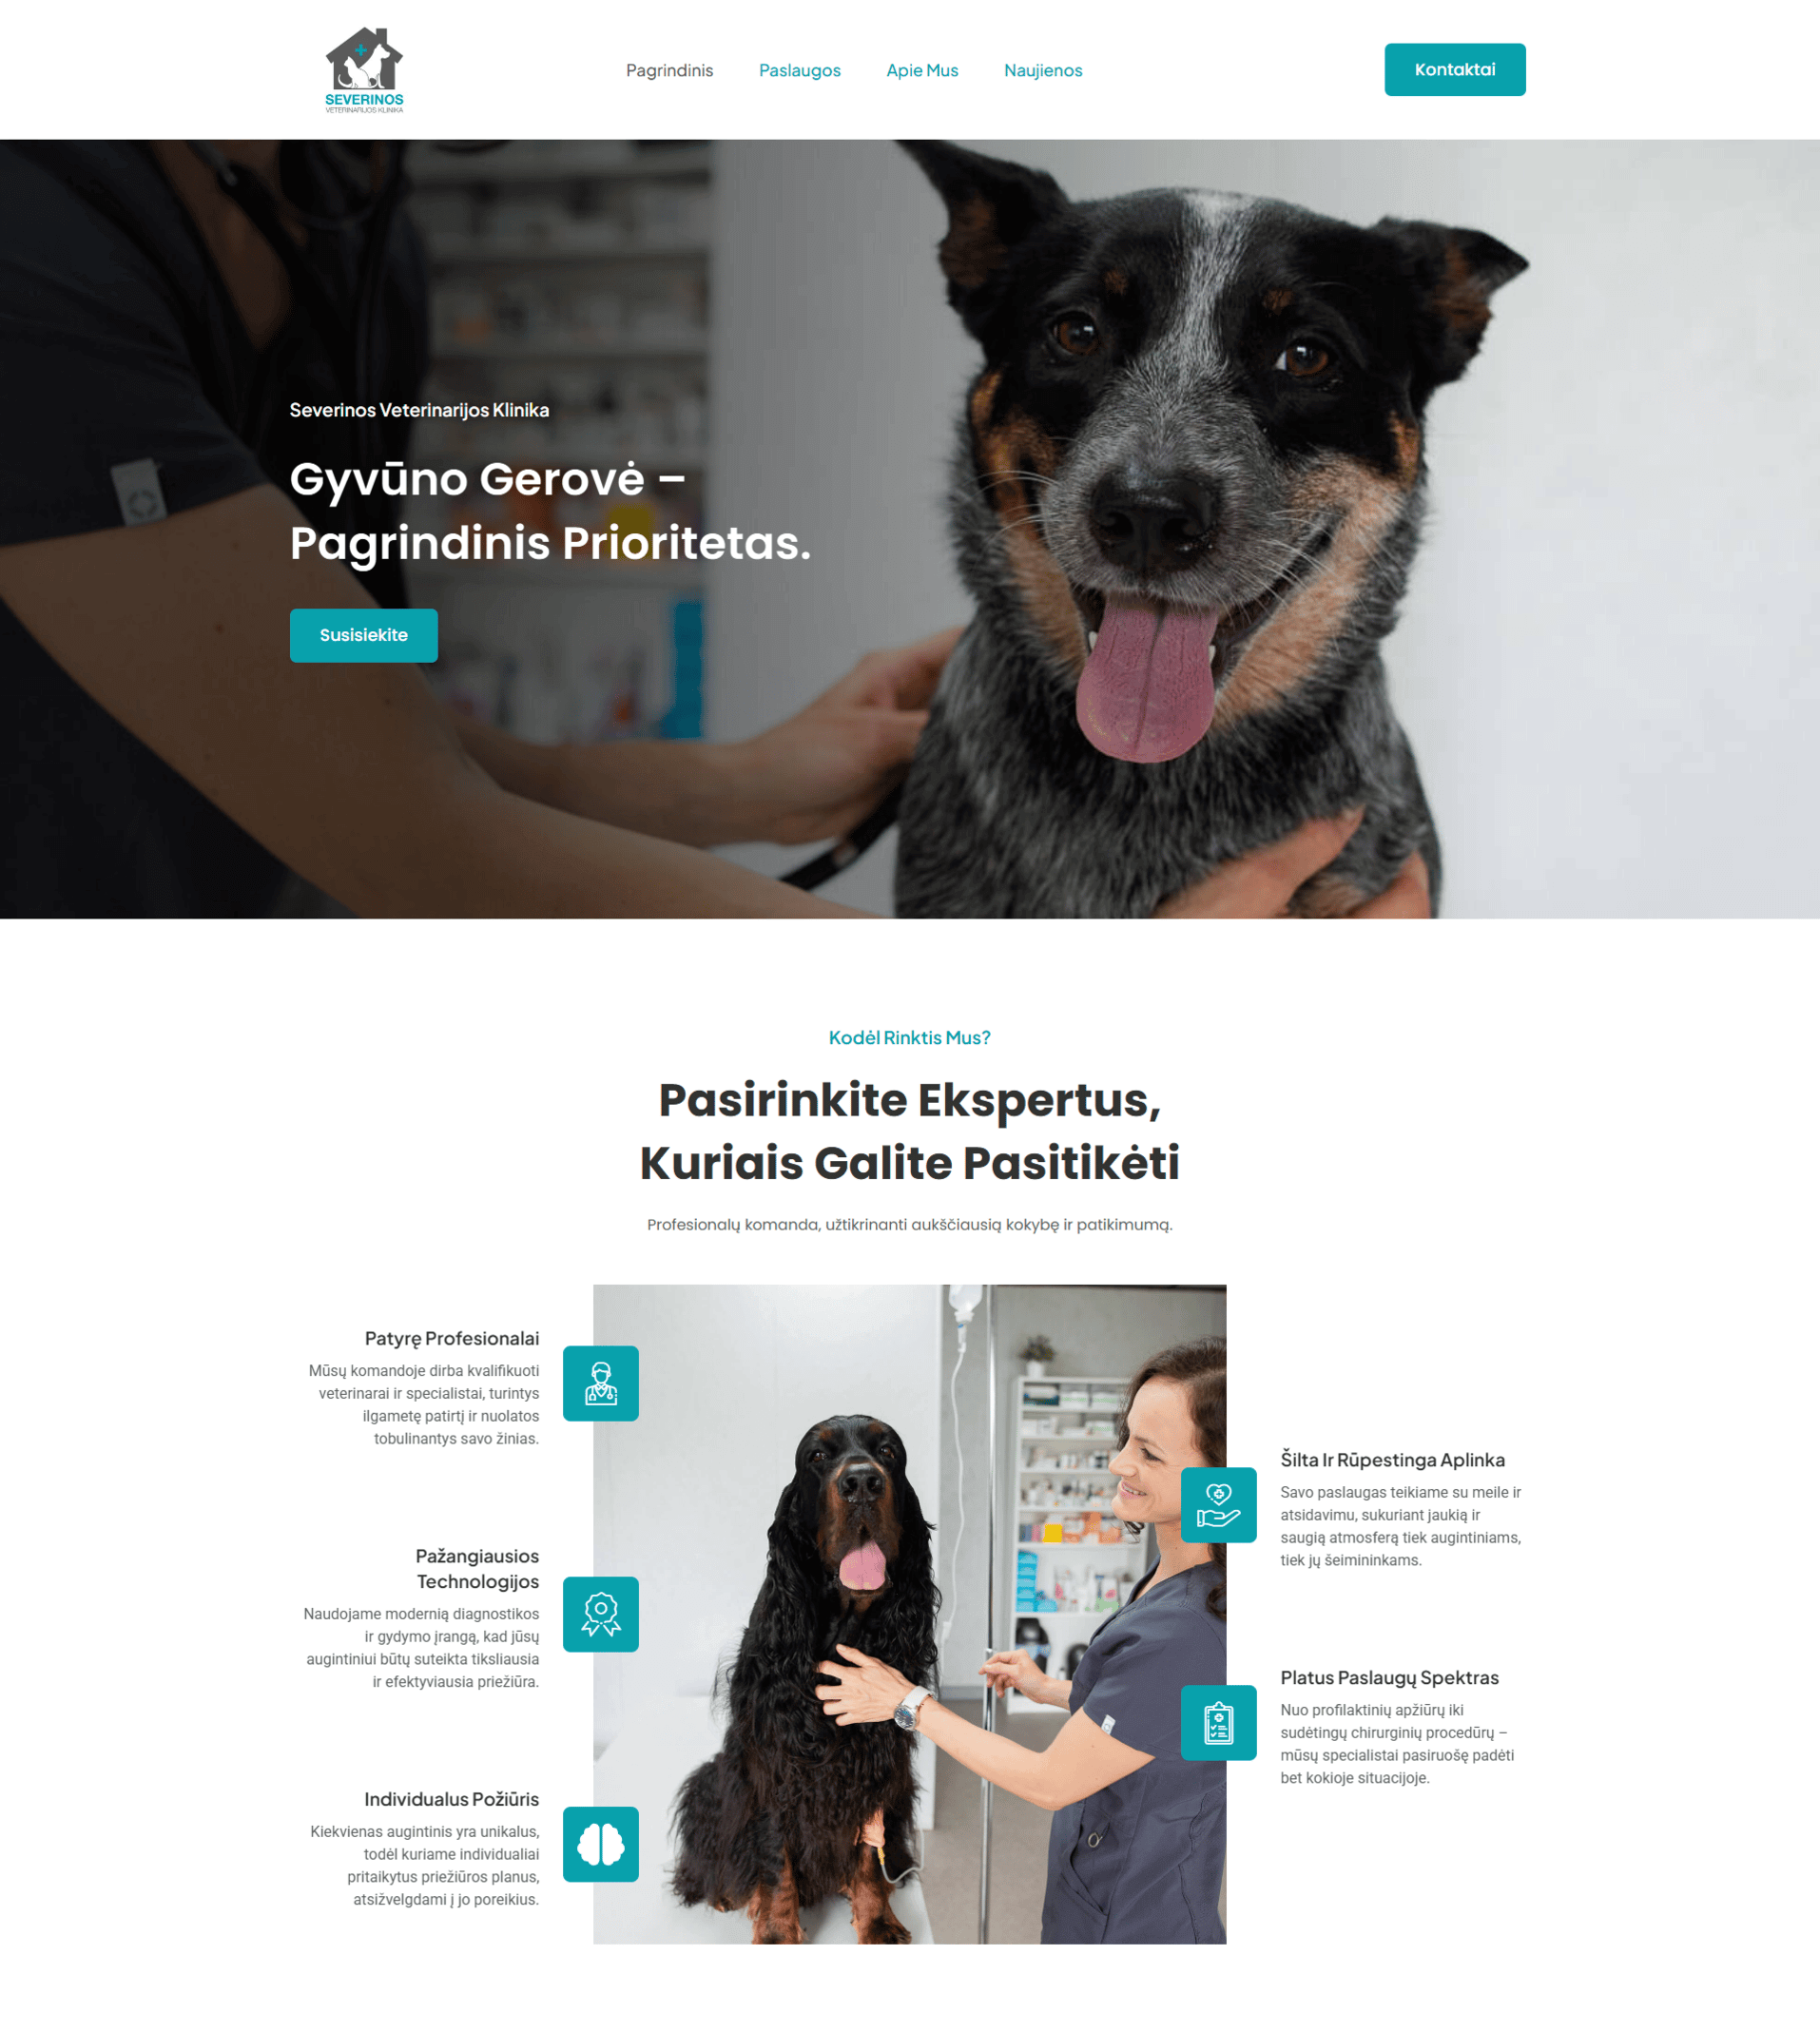 SEVERINOS
VETERINARIJOS KLINIKA
Pagrindinis
Paslaugos
Apie Mus
Naujienos
Kontaktai
Severinos Veterinarijos Klinika
Gyvūno Gerovė –
Pagrindinis Prioritetas.
Susisiekite
Kodėl Rinktis Mus?
Pasirinkite Ekspertus,
Kuriais Galite Pasitikėti
Profesionalų komanda, užtikrinanti aukščiausią kokybę ir patikimumą.
Patyrę Profesionalai
Mūsų komandoje dirba kvalifikuoti
veterinarai ir specialistai, turintys
ilgametę patirtį ir nuolatos
tobulinantys savo žinias.
Pažangiausios
Technologijos
Naudojame modernią diagnostikos
ir gydymo įrangą, kad jūsų
augintiniui būtų suteikta tiksliausia
ir efektyviausia priežiūra.
Individualus Požiūris
Kiekvienas augintinis yra unikalus,
todėl kuriame individualiai
pritaikytus priežiūros planus,
atsižvelgdami į jo poreikius.
Šilta Ir Rūpestinga Aplinka
Savo paslaugas teikiame su meile ir
atsidavimu, sukuriant jaukią ir
saugią atmosferą tiek augintiniams,
tiek jų šeimininkams.
Platus Paslaugų Spektras
Nuo profilaktinių apžiūrų iki
sudėtingų chirurginių procedūrų –
mūsų specialistai pasiruošę padėti
bet kokioje situacijoje.